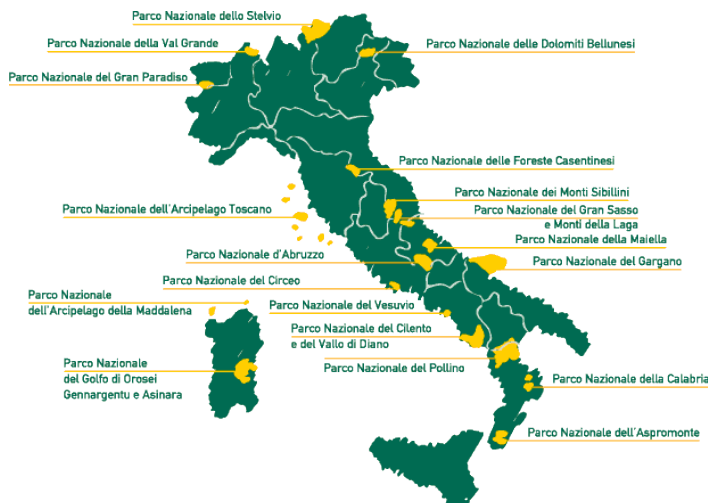 Parco Nazionale dello Stelvio
Parco Nazionale della Val Grande
Parco Nazionale delle Dolomiti Bellunesi
Parco Nazionale del Gran Paradiso
Parco Nazionale delle Foreste Casentinesi
Parco Nazionale dei Monti Sibillini
Parco Nazionale dell'Arcipelago Toscano
Parco Nazionale del Gran Sasso
e Monti della Laga
Parco Nazionale della Maiella
Parco Nazionale d'Abruzzo
Parco Nazionale del Gargano
Parco Nazionale del Circeo
Parco Nazionale
dell'Arcipelago della Maddalena
Parco Nazionale del Vesuvio
Parco Nazionale del Cilento
e del Vallo di Diano
Parco Nazionale
del Golfo di Orosei
Gennargentu e Asinara
Parco Nazionale del Pollino
Parco Nazionale della Calabria
Parco Nazionale dell'Aspromonte